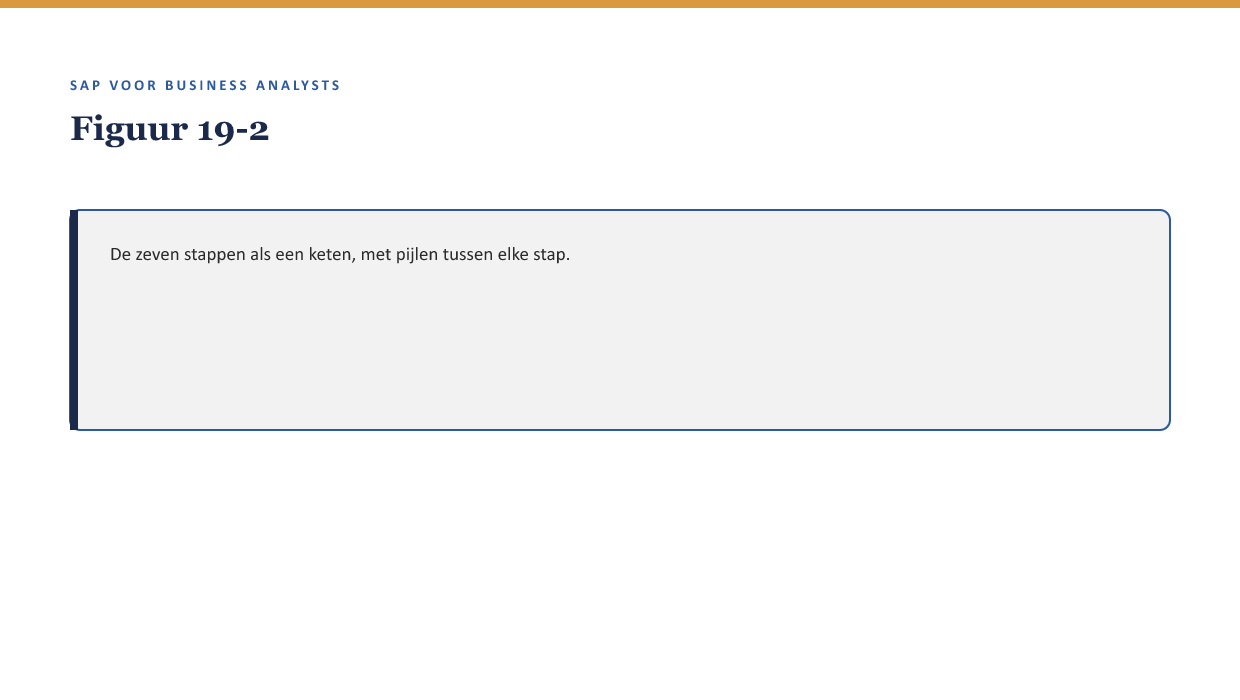 SAP VOOR BUSINESS ANALYSTS
Figuur 19-2
De zeven stappen als een keten, met pijlen tussen elke stap.